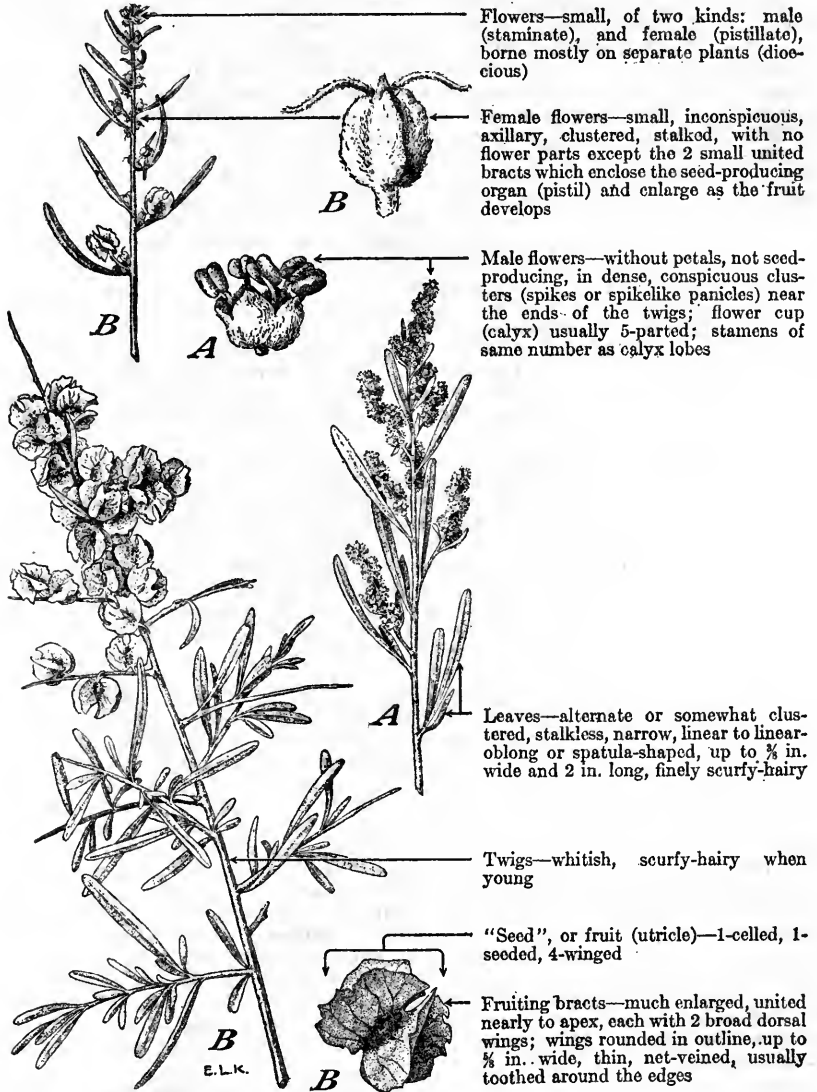 Flowers—small, of two kinds: male
(staminate), and female (pistillate),
borne mostly on separate plants (dioe-
cious)
Female flowers—small, inconspicuous,
axillary, clustered, stalked, with no
flower parts except the 2 small united
bracts which enclose the seed-producing
organ (pistil) and enlarge as the fruit
develops
B
Male flowers—without petals, not seed-
producing, in dense, conspicuous clus-
ters (spikes or spikelike panicles) near
the ends of the twigs; flower cup
(calyx) usually 5-parted; stamens of
same number as calyx lobes
B
A
A
Leaves—alternate or somewhat clus-
tered, stalkless, narrow, linear to linear-
oblong or spatula-shaped, up to ⅜ in.
wide and 2 in. long, finely scurfy-hairy
Twigs—whitish, scurfy-hairy when
young
"Seed", or fruit (utricle)—1-celled, 1-
seeded, 4-winged
Fruiting bracts—much enlarged, united
nearly to apex, each with 2 broad dorsal
wings; wings rounded in outline, up to
in. wide, thin, net-veined, usually
toothed around the edges
B
E.L.K.
B